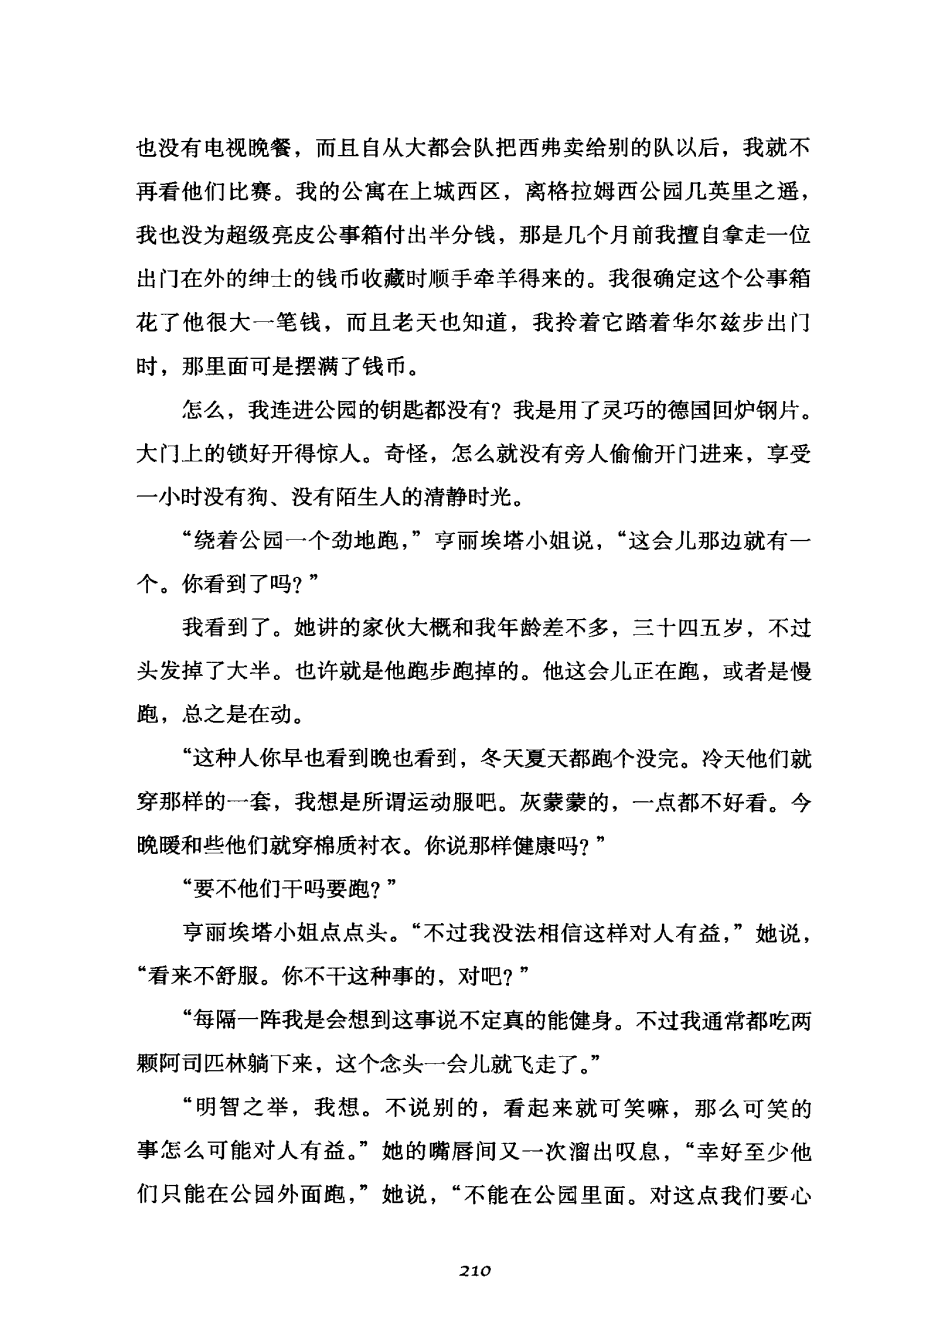 也没有电视晚餐，而且自从大都会队把西弗卖给别的队以后，我就不
再看他们比赛。我的公寓在上城西区，离格拉姆西公园几英里之遥，
我也没为超级亮皮公事箱付出半分钱，那是几个月前我擅自拿走一位
出门在外的绅士的钱币收藏时顺手牵羊得来的。我很确定这个公事箱
花了他很大一笔钱，而且老天也知道，我拎着它踏着华尔兹步出门
时，那里面可是摆满了钱币。
怎么，我连进公园的钥匙都没有？我是用了灵巧的德国回炉钢片。
大门上的锁好开得惊人。奇怪，怎么就没有旁人偷偷开门进来，享受
一小时没有狗、没有陌生人的清静时光。
“绕着公园一个劲地跑，”亨丽埃塔小姐说，“这会儿那边就有一
个。你看到了吗？”
我看到了。她讲的家伙大概和我年龄差不多，三十四五岁，不过
头发掉了大半。也许就是他跑步跑掉的。他这会儿正在跑，或者是慢
跑，总之是在动。
“这种人你早也看到晚也看到，冬天夏天都跑个没完。冷天他们就
穿那样的一套，我想是所谓运动服吧。灰蒙蒙的，一点都不好看。今
晚暖和些他们就穿棉质衬衣。你说那样健康吗？”
“要不他们干吗要跑？”
亨丽埃塔小姐点点头。“不过我没法相信这样对人有益，”她说，
“看来不舒服。你不干这种事的，对吧？”
“每隔一阵我是会想到这事说不定真的能健身。不过我通常都吃两
颗阿司匹林躺下来，这个念头一会儿就飞走了。”
“明智之举，我想。不说别的，看起来就可笑嘛，那么可笑的
事怎么可能对人有益。”她的嘴唇间又一次溜出叹息，“幸好至少他
们只能在公园外面跑，”她说，“不能在公园里面。对这点我们要心
210